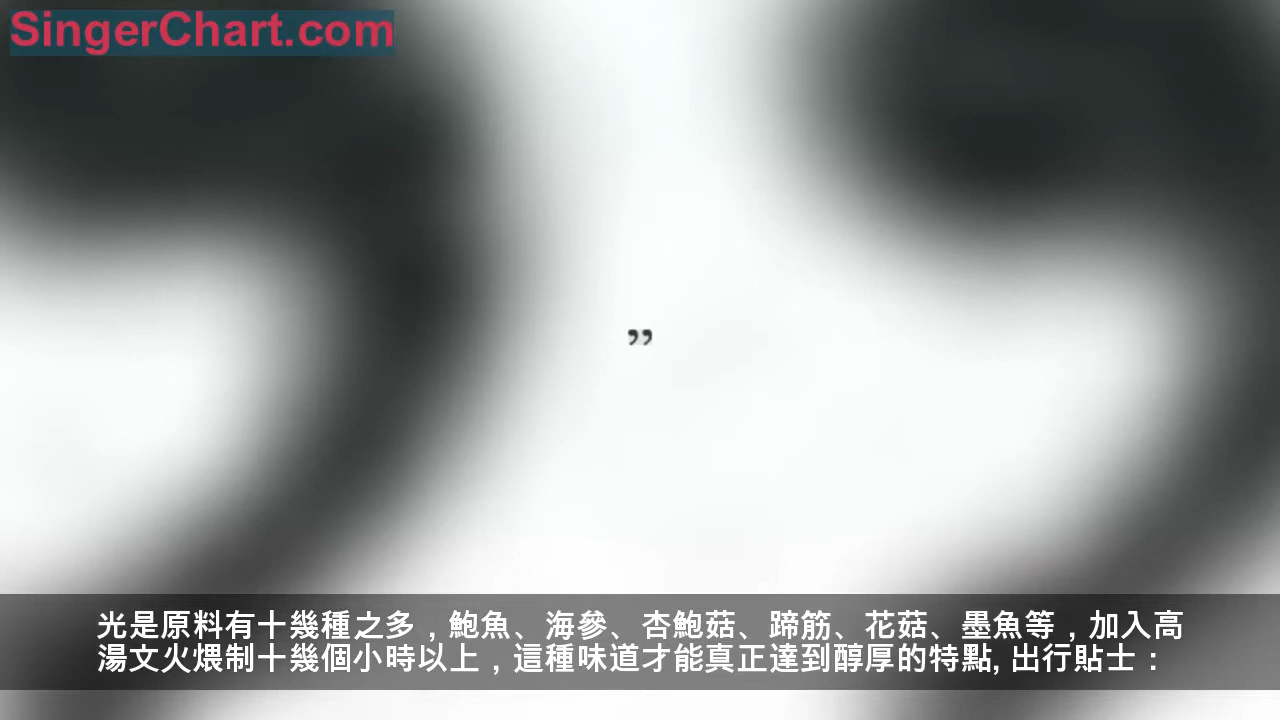 SingerChart.com
”
光是原料有十幾種之多，鮑魚、海參、杏鮑菇、蹄筋、花菇、墨魚等，加入高
湯文火煨制十幾個小時以上，這種味道才能真正達到醇厚的特點, 出行貼士：